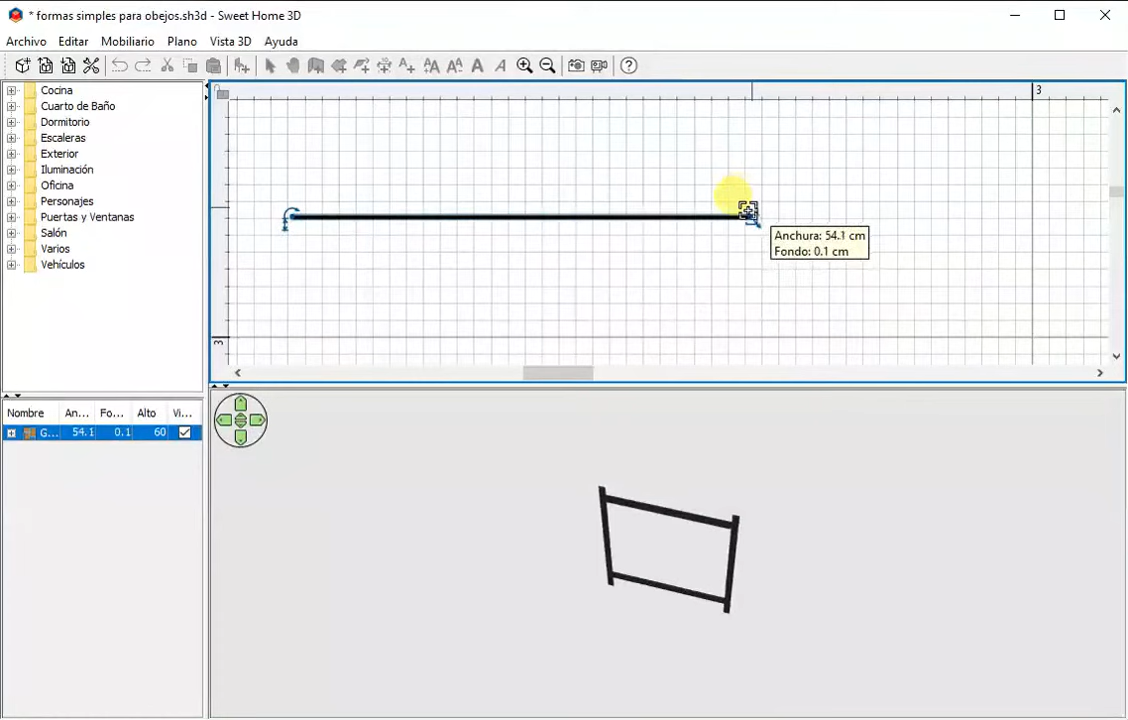 * formas simples para obejos.sh3d - Sweet Home 3D
Archivo Editar Mobiliario Plano Vista 3D Ayuda
Cocina
Cuarto de Baño
Dormitorio
Escaleras
Exterior
Iluminación
Oficina
Personajes
Puertas y Ventanas
Salón
Varios
Vehículos
3
Anchura: 54.1 cm
Fondo: 0.1 cm
3
Nombre An... Fo... Alto Vi...
G... 54.1 0.1 60